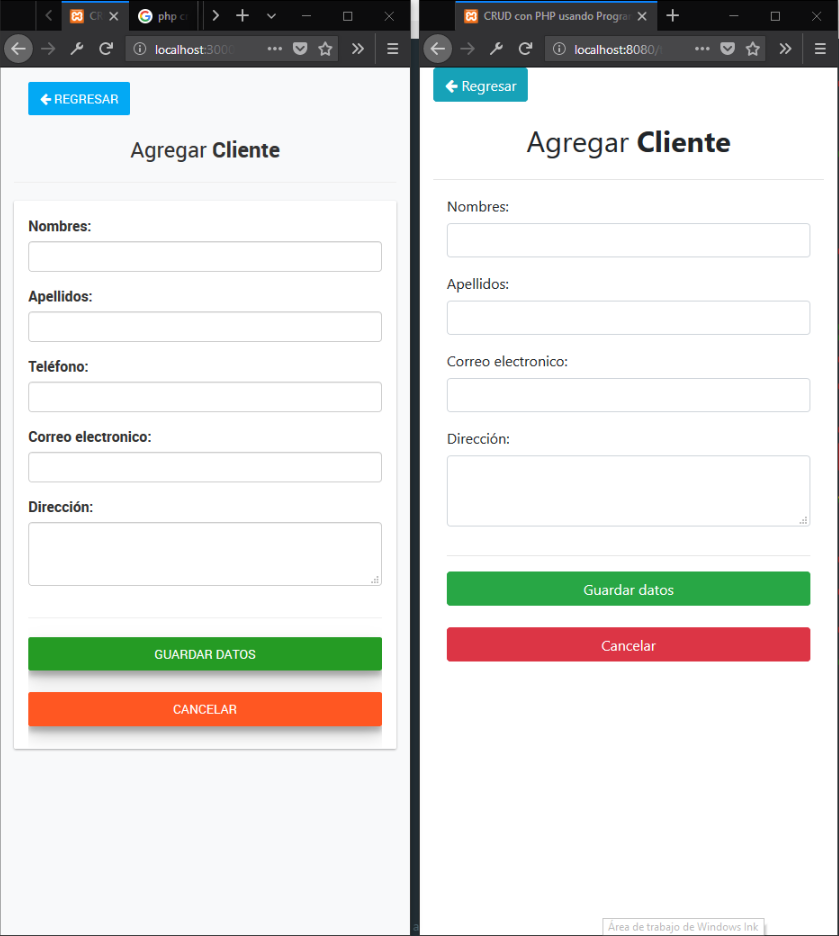 CR
php c
localhost:3000
REGRESAR
Agregar Cliente
Nombres:
Apellidos:
Teléfono:
Correo electronico:
Dirección:
GUARDAR DATOS
CANCELAR
CRUD con PHP usando Progra
localhost:8080/
Regresar
Agregar Cliente
Nombres:
Apellidos:
Correo electronico:
Dirección:
Guardar datos
Cancelar
Área de trabajo de Windows Ink